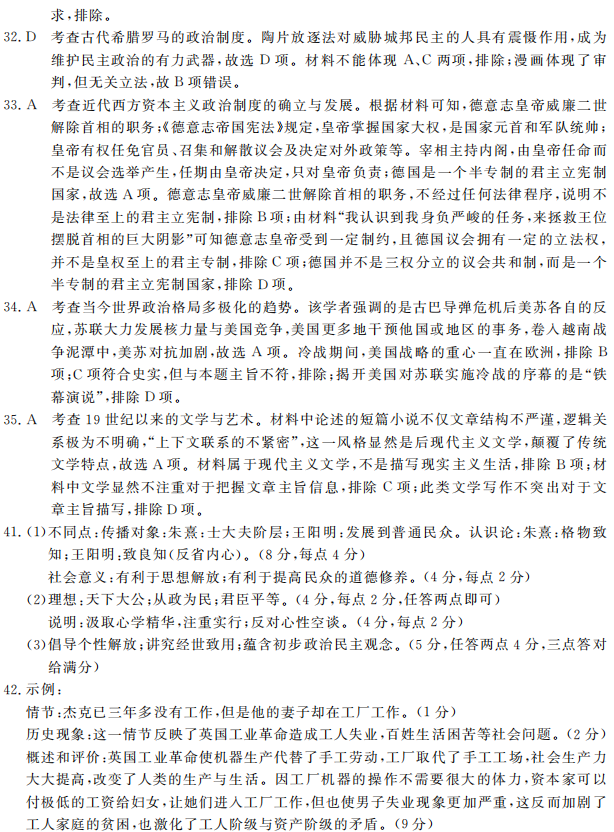 求,排除。
32. D 考查古代希腊罗马的政治制度。陶片放逐法对威胁城邦民主的人具有震慑作用,成为
维护民主政治的有力武器,故选 D 项。材料不能体现 A、C 两项,排除;漫画体现了审
判,但无关立法,故 B 项错误。
33. A 考查近代西方资本主义政治制度的确立与发展。根据材料可知,德意志皇帝威廉二世
解除首相的职务;《德意志帝国宪法》规定,皇帝掌握国家大权,是国家元首和军队统帅;
皇帝有权任免官员、召集和解散议会及决定对外政策等。宰相主持内阁,由皇帝任命而
不是议会选举产生,任期由皇帝决定,只对皇帝负责;德国是一个半专制的君主立宪制
国家,故选 A 项。德意志皇帝威廉二世解除首相的职务,不经过任何法律程序,说明不
是法律至上的君主立宪制,排除 B 项;由材料“我认识到我身负严峻的任务,来拯救王位
摆脱首相的巨大阴影”可知德意志皇帝受到一定制约,且德国议会拥有一定的立法权,
并不是皇权至上的君主专制,排除 C 项;德国并不是三权分立的议会共和制,而是一个
半专制的君主立宪制国家,排除 D 项。
34. A 考查当今世界政治格局多极化的趋势。该学者强调的是古巴导弹危机后美苏各自的反
应,苏联大力发展核力量与美国竞争,美国更多地干预他国或地区的事务,卷入越南战
争泥潭中,美苏对抗加剧,故选 A 项。冷战期间,美国战略的重心一直在欧洲,排除 B
项;C 项符合史实,但与本题主旨不符,排除;揭开美国对苏联实施冷战的序幕的是“铁
幕演说”,排除 D 项。
35. A 考查 19 世纪以来的文学与艺术。材料中论述的短篇小说不仅文章结构不严谨,逻辑关
系极为不明确,“上下文联系的不紧密”,这一风格显然是后现代主义文学,颠覆了传统
文学特点,故选 A 项。材料属于现代主义文学,不是描写现实主义生活,排除 B 项;材
料中文学显然不注重对于把握文章主旨信息,排除 C 项;此类文学写作不突出对于文
章主旨描写,排除 D 项。
41. (1)不同点:传播对象:朱熹:士大夫阶层;王阳明:发展到普通民众。认识论:朱熹:格物致
知;王阳明:致良知(反省内心)。(8 分,每点 4 分)
社会意义:有利于思想解放;有利于提高民众的道德修养。(4 分,每点 2 分)
(2)理想:天下大公;从政为民;君臣平等。(4 分,每点 2 分,任答两点即可)
说明:汲取心学精华,注重实行;反对心性空谈。(4 分,每点 2 分)
(3)倡导个性解放;讲究经世致用;蕴含初步政治民主观念。(5 分,任答两点 4 分,三点答对
给满分)
42. 示例:
情节:杰克已三年多没有工作,但是他的妻子却在工厂工作。(1 分)
历史现象:这一情节反映了英国工业革命造成工人失业,百姓生活困苦等社会问题。(2 分)
概述和评价:英国工业革命使机器生产代替了手工劳动,工厂取代了手工工场,社会生产力
大大提高,改变了人类的生产与生活。因工厂机器的操作不需要很大的体力,资本家可以
付极低的工资给妇女,让她们进入工厂工作,但也使男子失业现象更加严重,这反而加剧了
工人家庭的贫困,也激化了工人阶级与资产阶级的矛盾。(9 分)